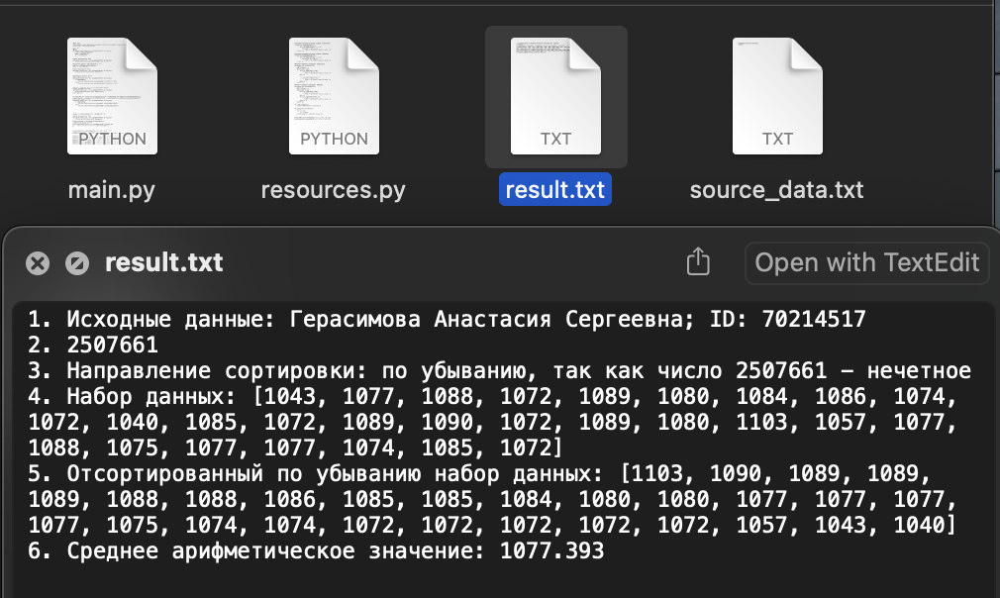 PYTHON PYTHON TXT TXT
main.py resources.py result.txt source_data.txt
result.txt Open with TextEdit
1. Исходные данные: Герасимова Анастасия Сергеевна; ID: 70214517
2. 2507661
3. Направление сортировки: по убыванию, так как число 2507661 – нечетное
4. Набор данных: [1043, 1077, 1088, 1072, 1089, 1080, 1084, 1086, 1074,
1072, 1040, 1085, 1072, 1089, 1090, 1072, 1089, 1080, 1103, 1057, 1077,
1088, 1075, 1077, 1077, 1074, 1085, 1072]
5. Отсортированный по убыванию набор данных: [1103, 1090, 1089, 1089,
1089, 1088, 1088, 1086, 1085, 1085, 1084, 1080, 1080, 1077, 1077, 1077,
1077, 1075, 1074, 1074, 1072, 1072, 1072, 1072, 1072, 1057, 1043, 1040]
6. Среднее арифметическое значение: 1077.393